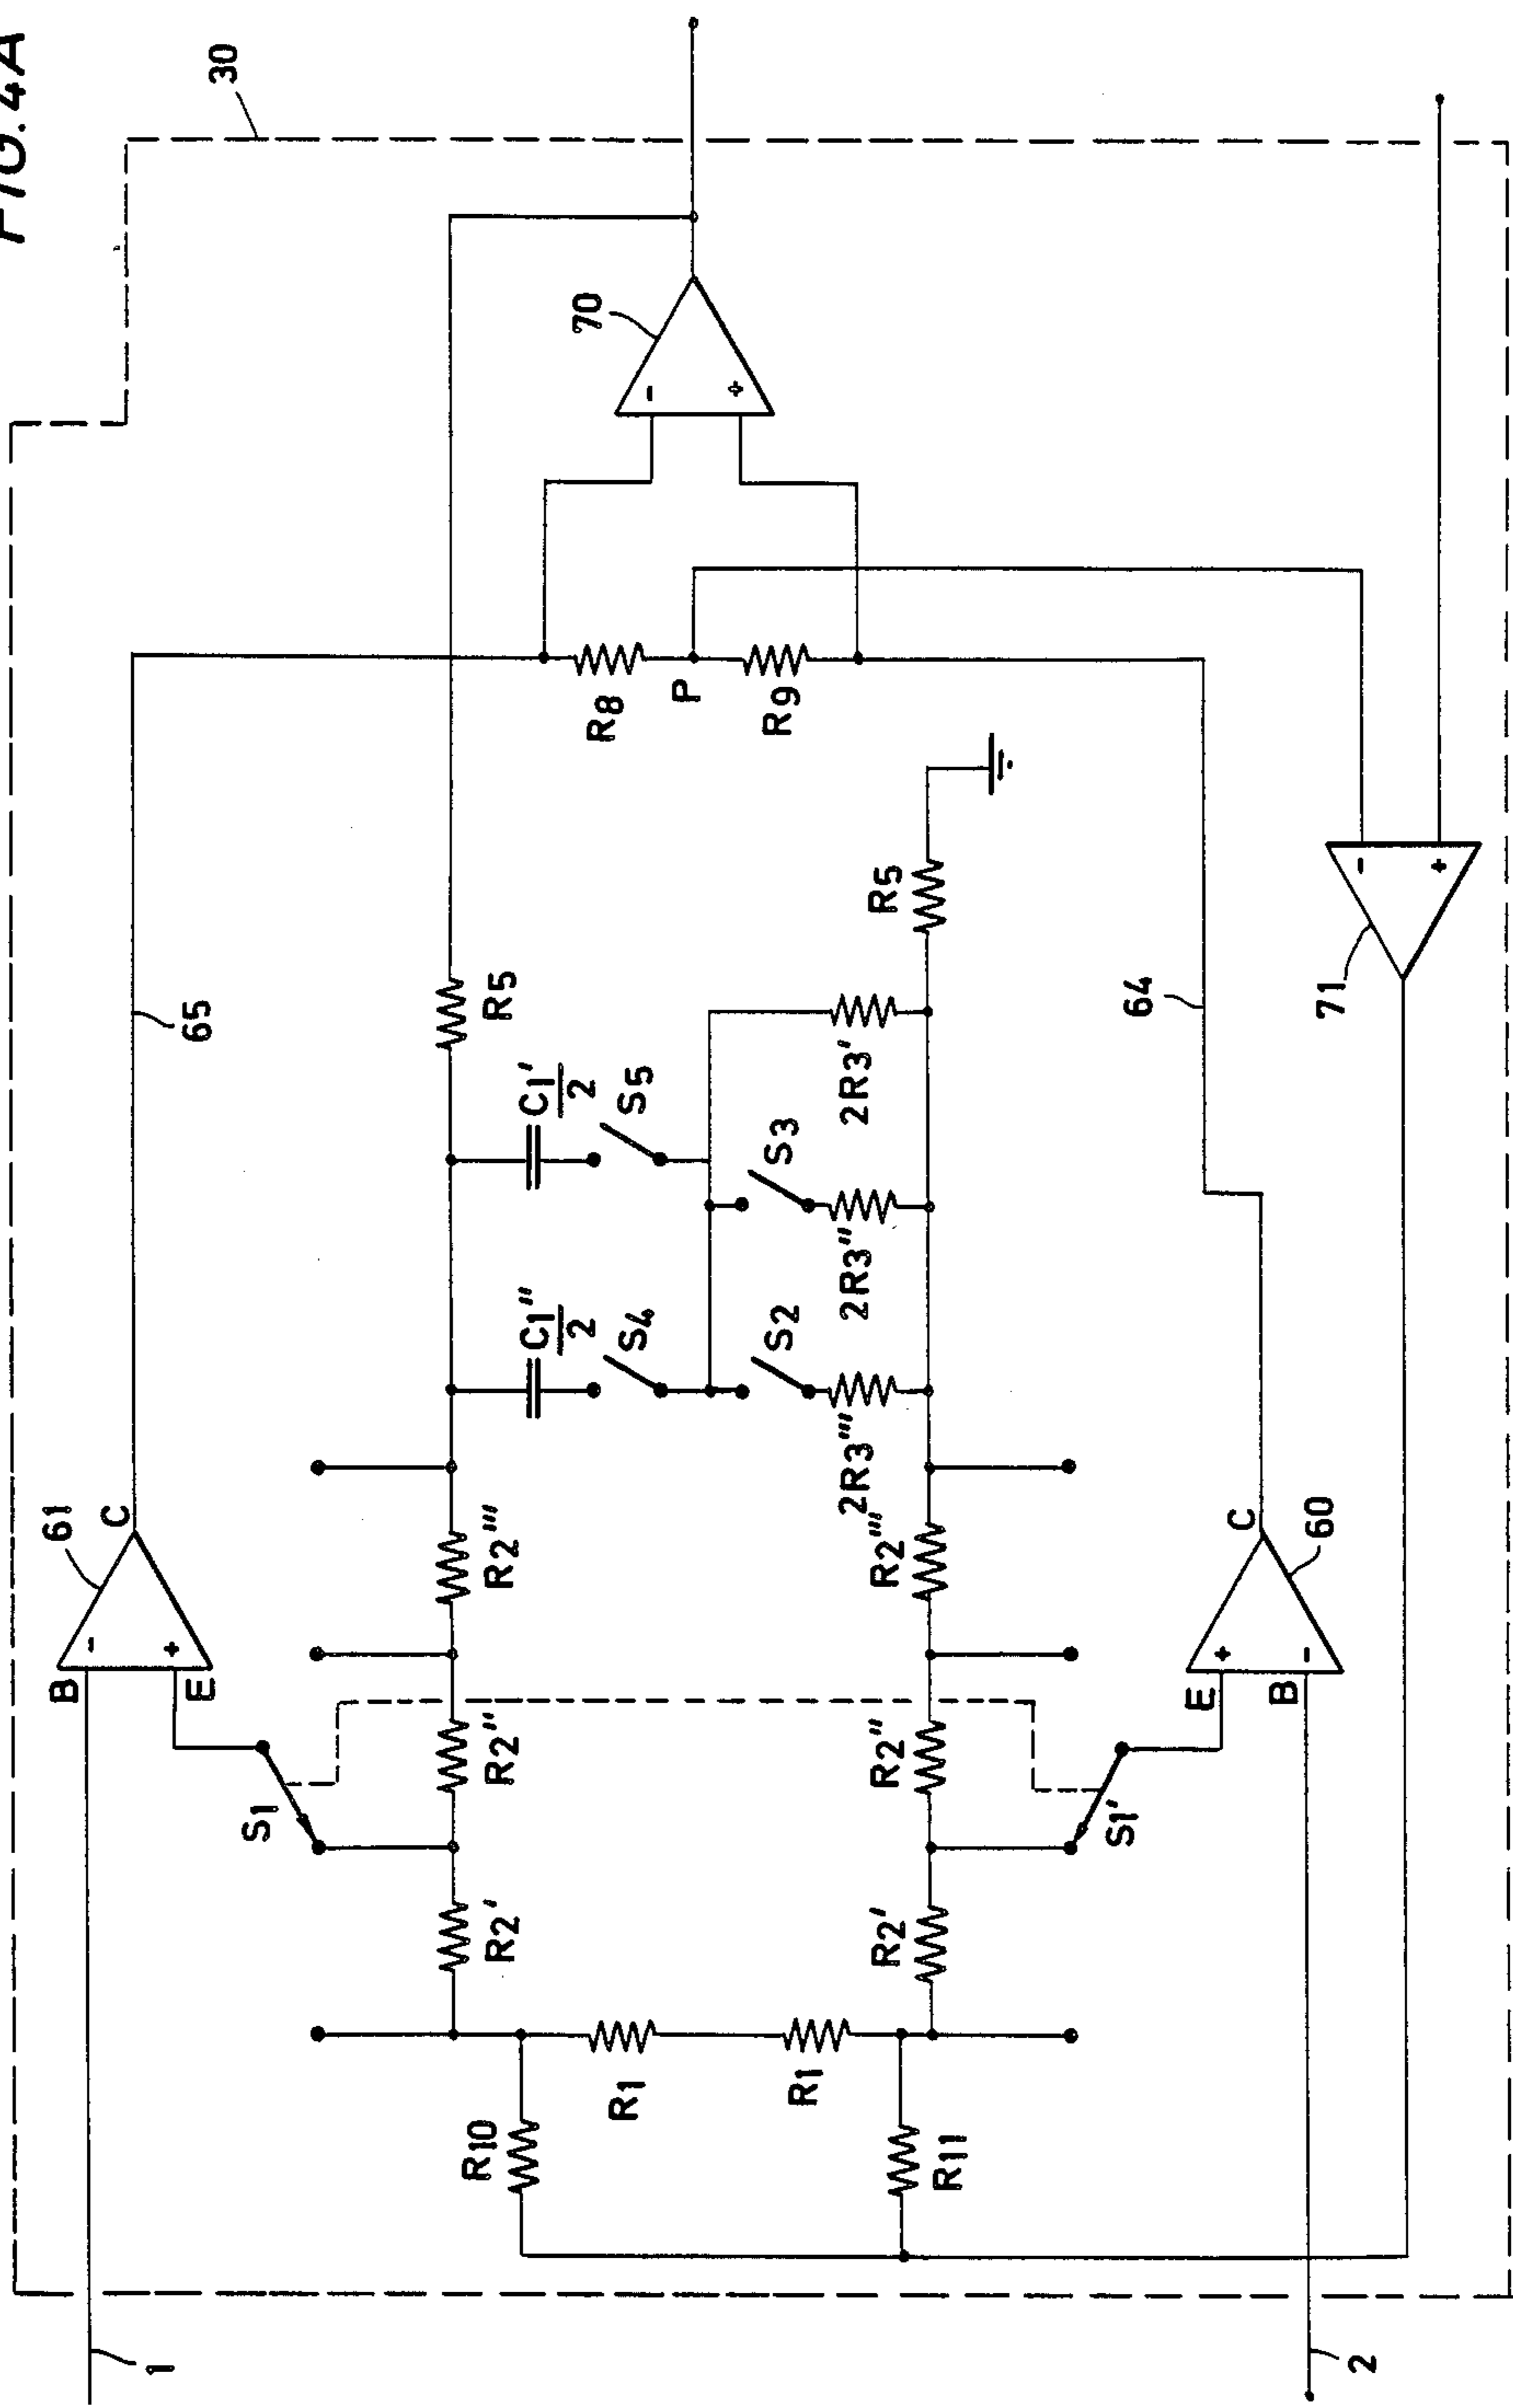 FIG. 4A
30
65
61
B
-
C
+
E
S1
1
R10
R1
R1
R11
R2'
R2''
R2'''
C1''
2
C1'
2
R5
S4
S5
S2
S3
2R3'''
2R3''
2R3'
R2'
R2''
R2'''
R5
S1'
E
+
C
B
-
60
64
2
R8
P
R9
70
-
+
71
-
+